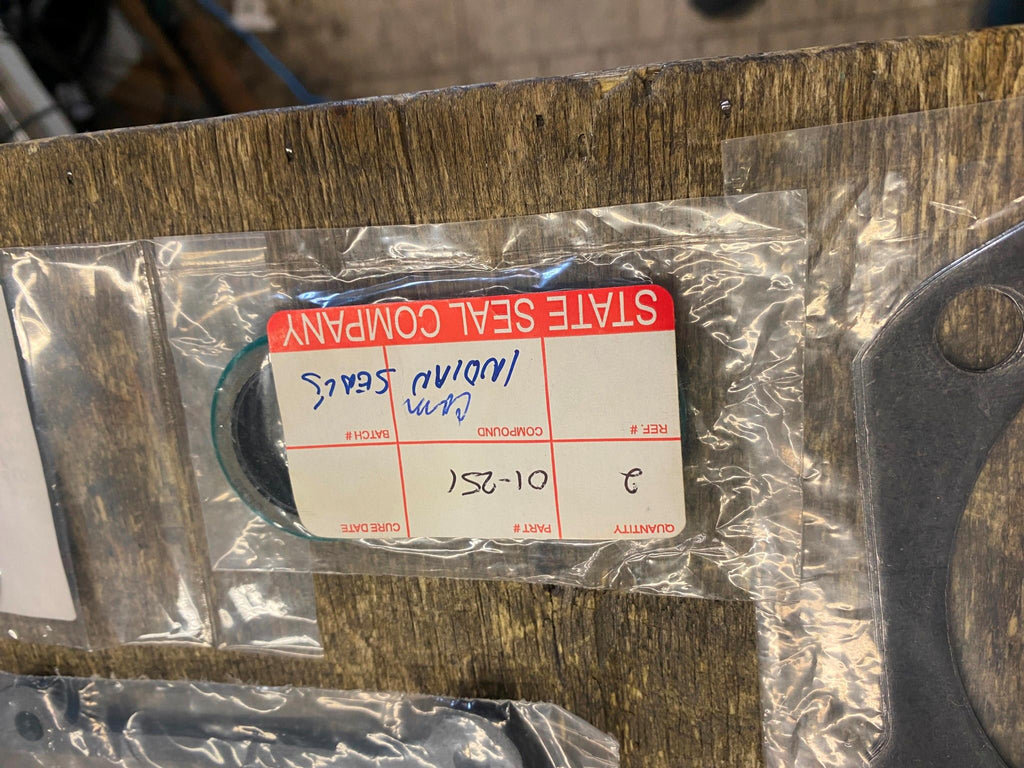 QUANTITY PART # CURE DATE
2 01-251
REF. # COMPOUND BATCH #
Cam
INDIAN SEALS
STATE SEAL COMPANY